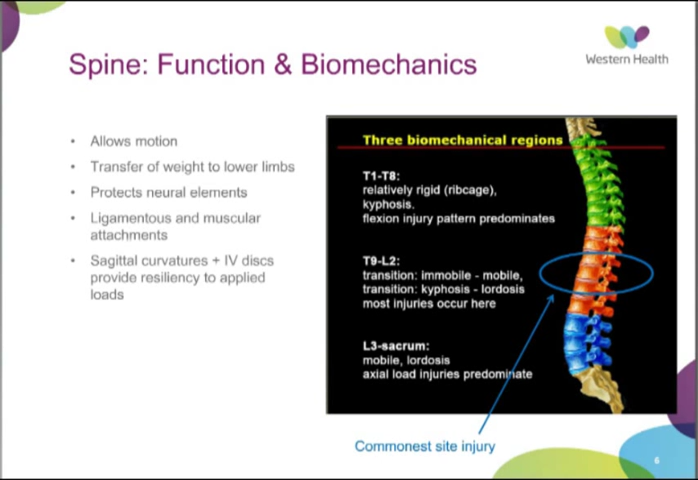 Western Health
Spine: Function & Biomechanics
• Allows motion
• Transfer of weight to lower limbs
• Protects neural elements
• Ligamentous and muscular
attachments
• Sagittal curvatures + IV discs
provide resiliency to applied
loads
Three biomechanical regions
T1-T8:
relatively rigid (ribcage),
kyphosis.
flexion injury pattern predominates
T9-L2:
transition: immobile - mobile,
transition: kyphosis - lordosis
most injuries occur here
L3-sacrum:
mobile, lordosis
axial load injuries predominate
Commonest site injury
6